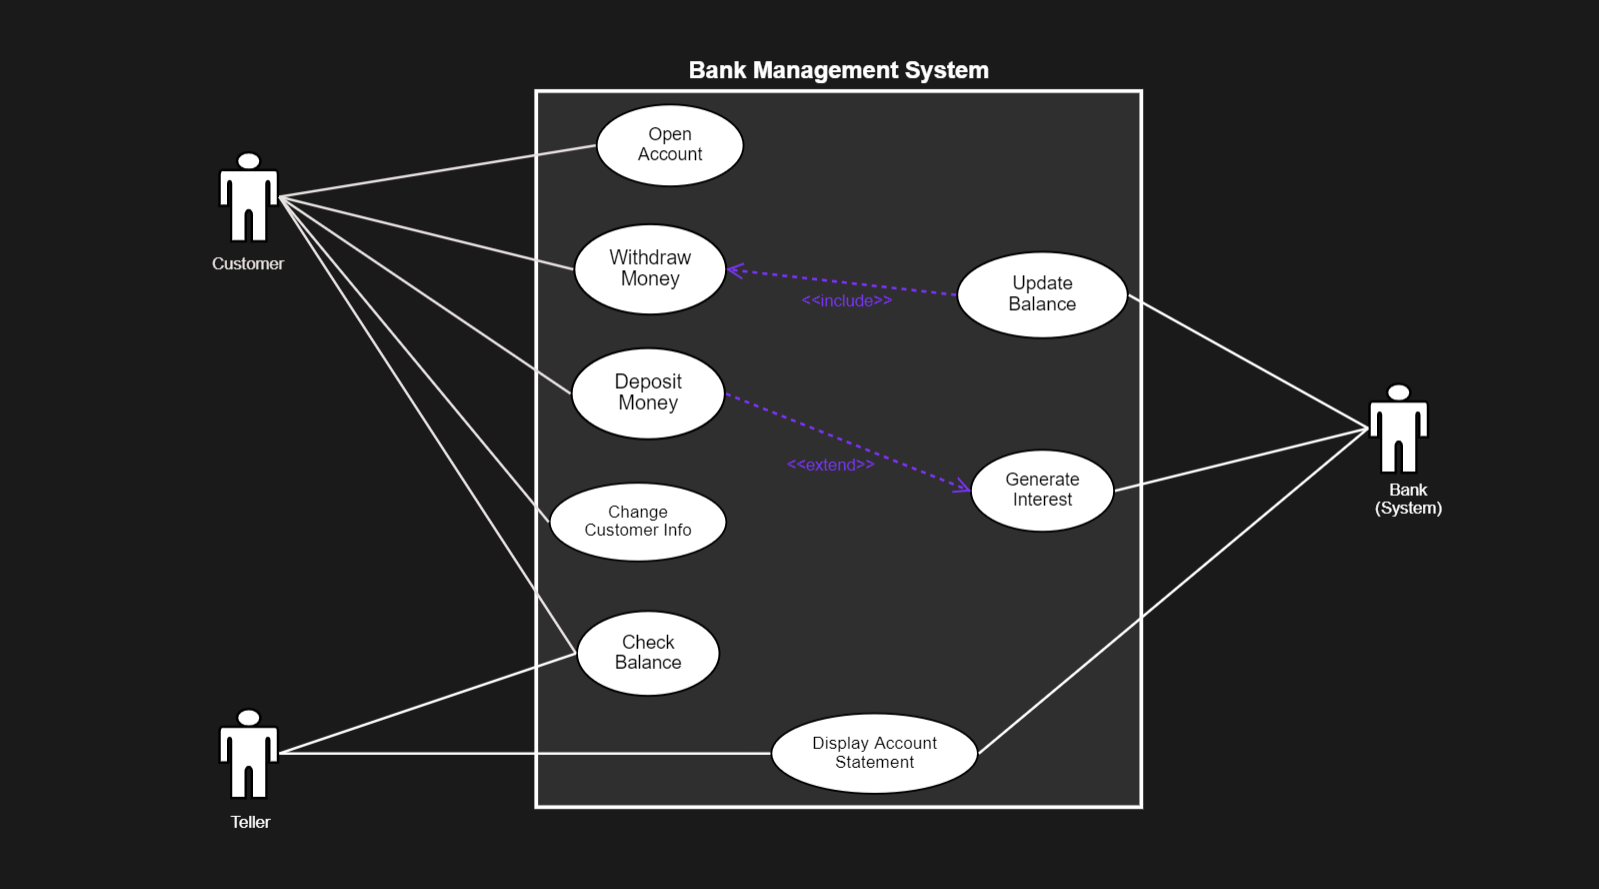 Bank Management System
Open
Account
Customer
Withdraw
Money
<<include>>
Update
Balance
Deposit
Money
<<extend>>
Generate
Interest
Bank
(System)
Change
Customer Info
Check
Balance
Display Account
Statement
Teller